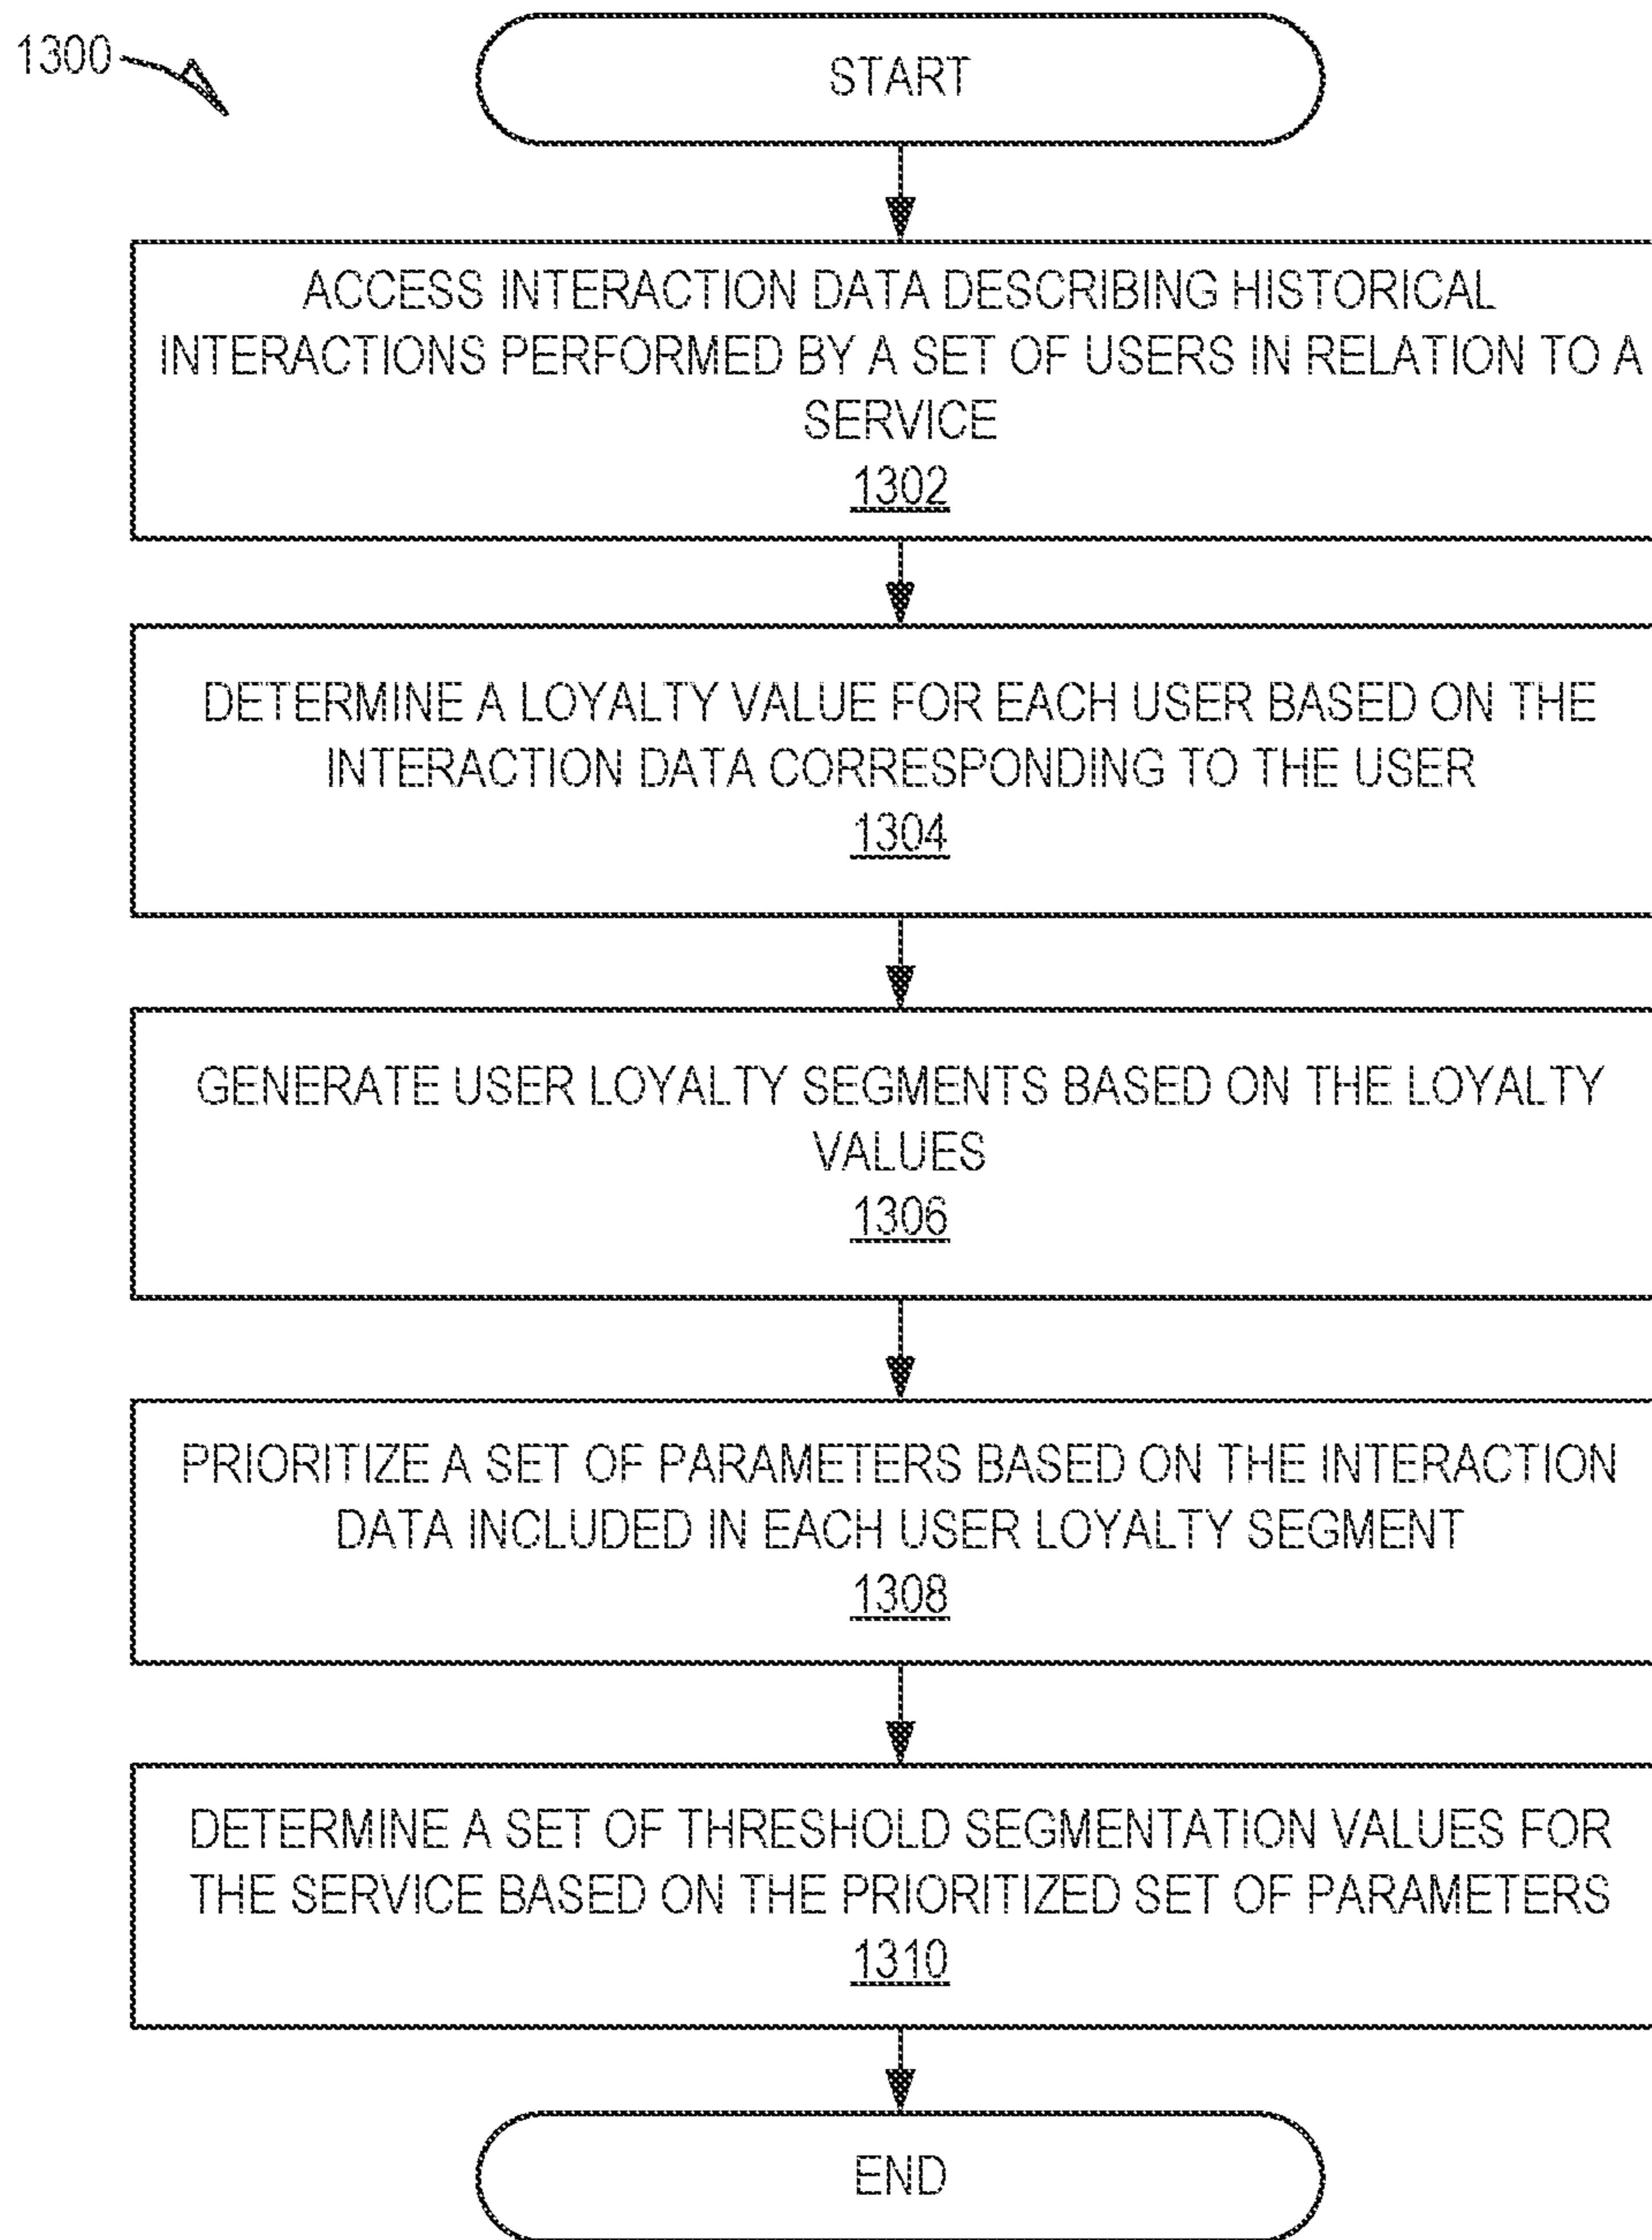 1300
START
ACCESS INTERACTION DATA DESCRIBING HISTORICAL
INTERACTIONS PERFORMED BY A SET OF USERS IN RELATION TO A
SERVICE
1302
DETERMINE A LOYALTY VALUE FOR EACH USER BASED ON THE
INTERACTION DATA CORRESPONDING TO THE USER
1304
GENERATE USER LOYALTY SEGMENTS BASED ON THE LOYALTY
VALUES
1306
PRIORITIZE A SET OF PARAMETERS BASED ON THE INTERACTION
DATA INCLUDED IN EACH USER LOYALTY SEGMENT
1308
DETERMINE A SET OF THRESHOLD SEGMENTATION VALUES FOR
THE SERVICE BASED ON THE PRIORITIZED SET OF PARAMETERS
1310
END